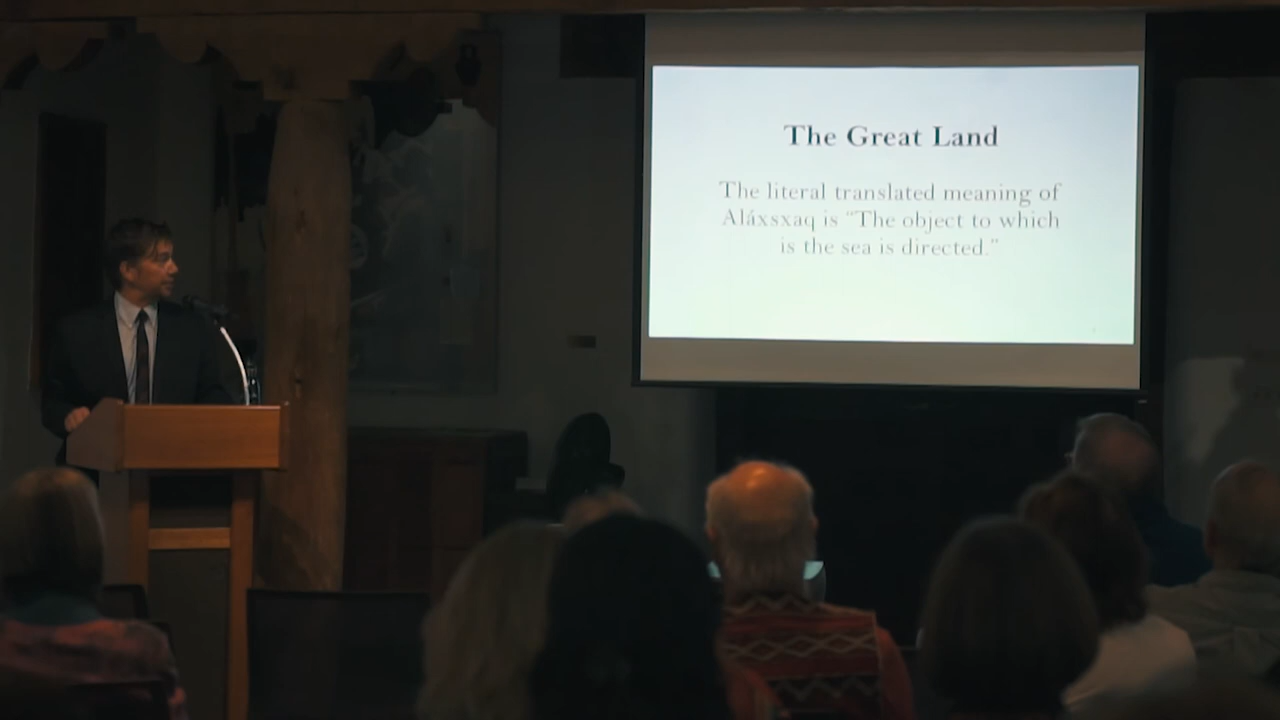 The Great Land
The literal translated meaning of
Aláxsxaq is “The object to which
is the sea is directed.”